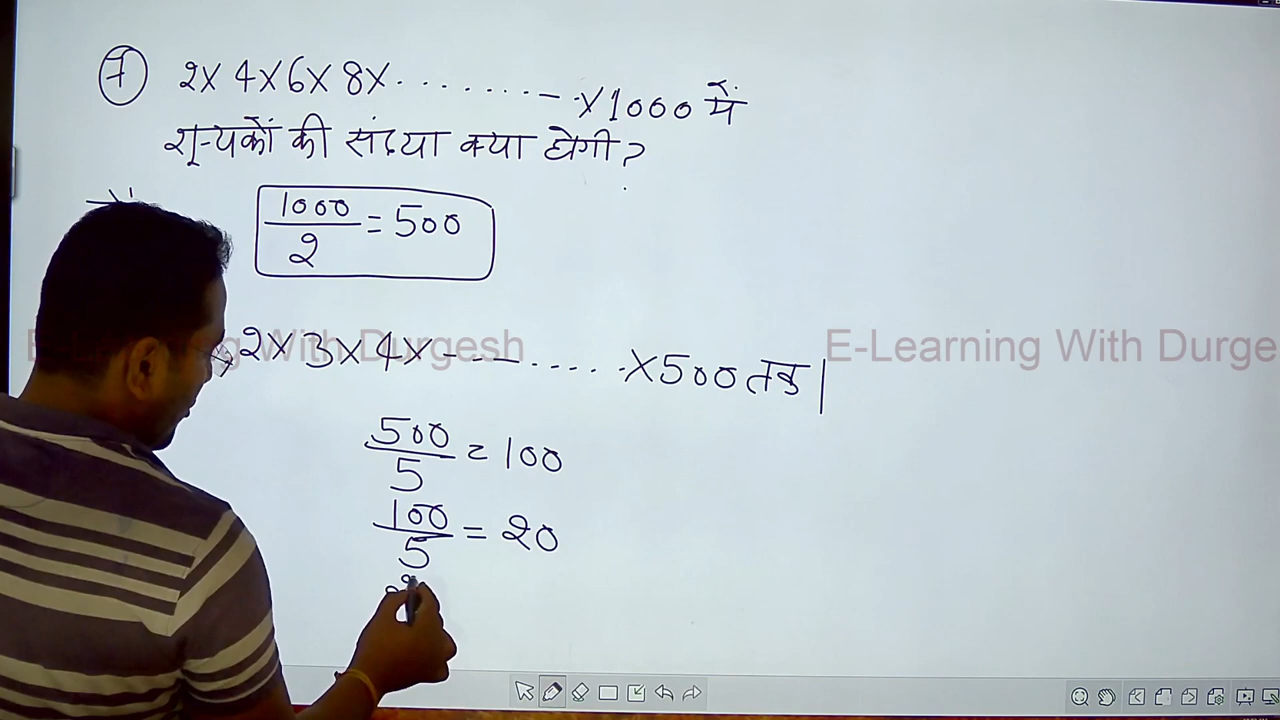 7 2×4×6×8×........–.×1000 में
शून्यकों की संख्या क्या होगी?
1000/2 = 500
×2×3×4×---.....×500 तक|
E-Learning With Durgesh
E-Learning With Durge
500/5 = 100
100/5 = 20